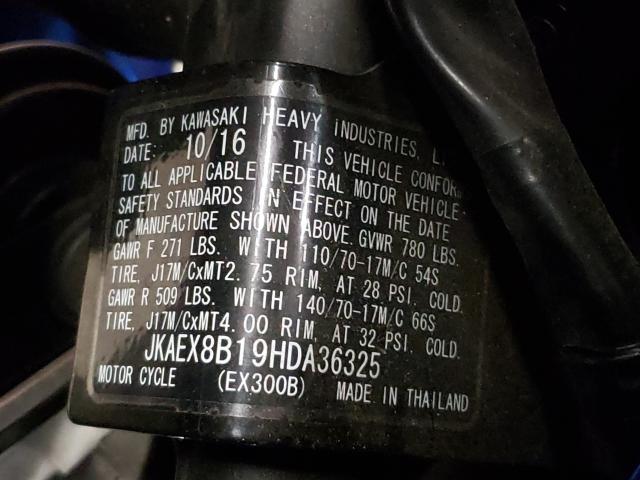 MFD. BY KAWASAKI HEAVY INDUSTRIES, L
DATE: 10/16 THIS VEHICLE CONFOR
TO ALL APPLICABLE FEDERAL MOTOR VEHICLE
SAFETY STANDARDS IN EFFECT ON THE DATE
OF MANUFACTURE SHOWN ABOVE. GVWR 780 LBS.
GAWR F 271 LBS. WITH 110/70-17M/C 54S
TIRE, J17M/CxMT2.75 RIM, AT 28 PSI. COLD.
GAWR R 509 LBS. WITH 140/70-17M/C 66S
TIRE, J17M/CxMT4.00 RIM, AT 32 PSI. COLD.
JKAEX8B19HDA36325
MOTOR CYCLE (EX300B) MADE IN THAILAND